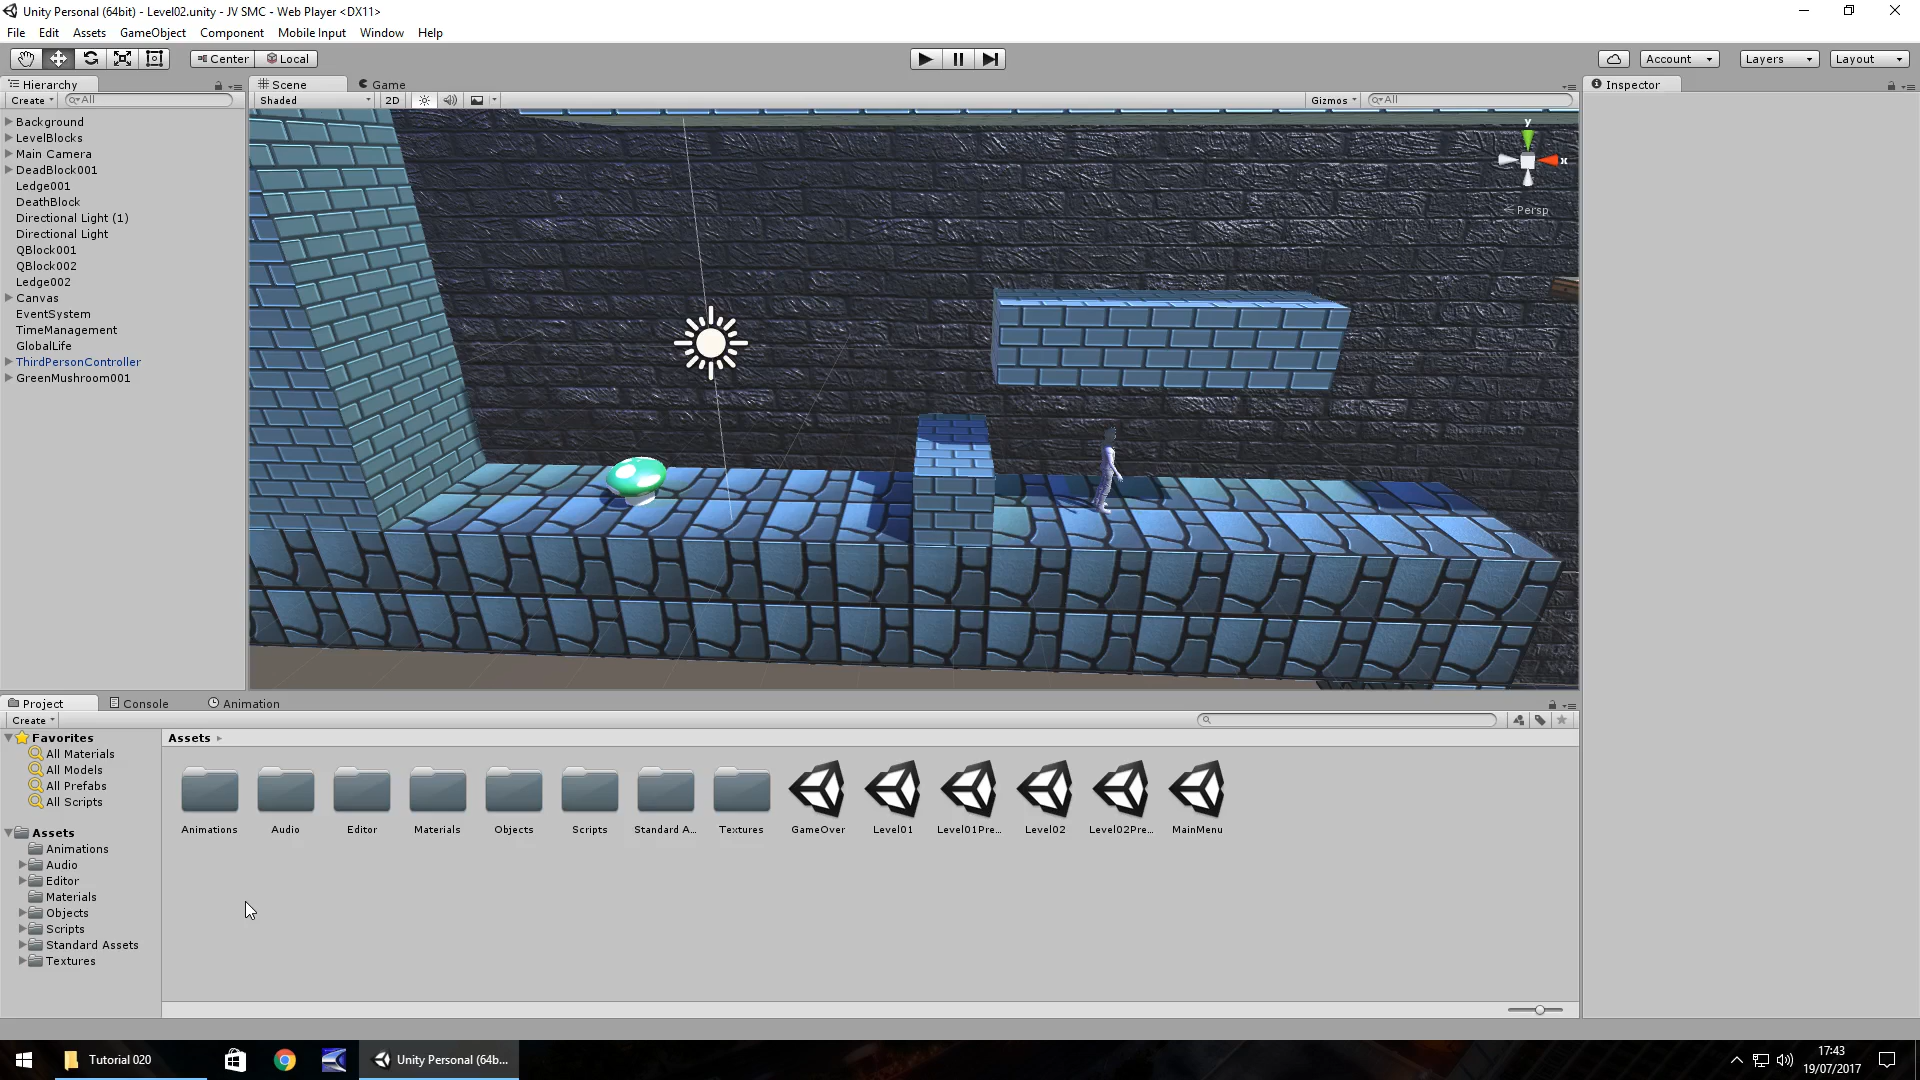 Unity Personal (64bit) - Level02.unity - JV SMC - Web Player <DX11>
File Edit Assets GameObject Component Mobile Input Window Help
Center Local Account Layers Layout
Hierarchy Scene Game Inspector
Create All Shaded 2D Gizmos All
Background
LevelBlocks
Main Camera
DeadBlock001
Ledge001
DeathBlock
Directional Light (1)
Directional Light
QBlock001
QBlock002
Ledge002
Canvas
EventSystem
TimeManagement
GlobalLife
ThirdPersonController
GreenMushroom001
y
x
Persp
Project Console Animation
Create
Favorites
All Materials
All Models
All Prefabs
All Scripts
Assets
Animations
Audio
Editor
Materials
Objects
Scripts
Standard Assets
Textures
Assets
Animations Audio Editor Materials Objects Scripts Standard A... Textures GameOver Level01 Level01Pre... Level02 Level02Pre... MainMenu
Tutorial 020 Unity Personal (64b...
17:43
19/07/2017